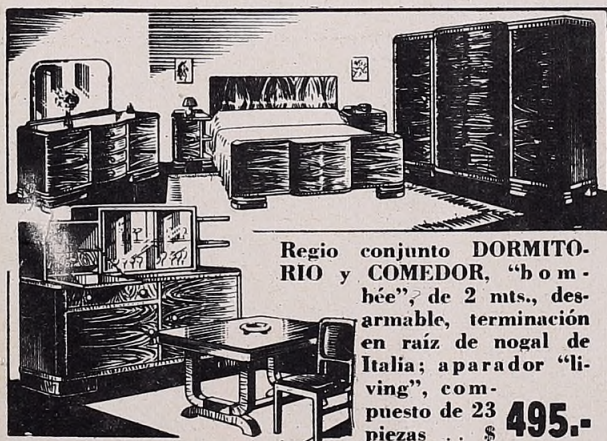 Regio conjunto DORMITO-
RIO y COMEDOR, “bom-
bée”, de 2 mts., des-
armable, terminación
en raíz de nogal de
Italia; aparador “li-
ving”, com-
puesto de 23
piezas . . $ 495.-